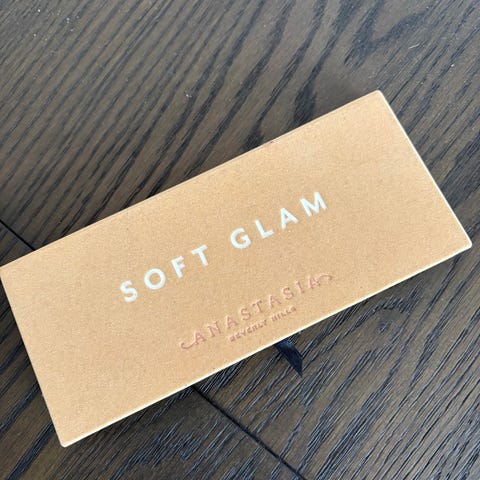 SOFT GLAM
ANASTASIA
BEVERLY HILLS